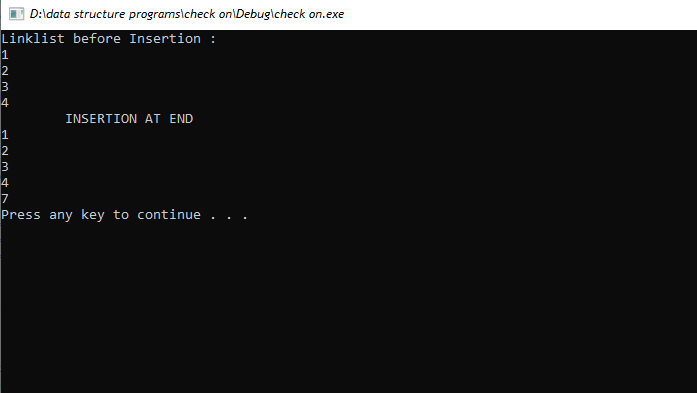 D:\data structure programs\check on\Debug\check on.exe
Linklist before Insertion :
1
2
3
4
INSERTION AT END
1
2
3
4
7
Press any key to continue . . .